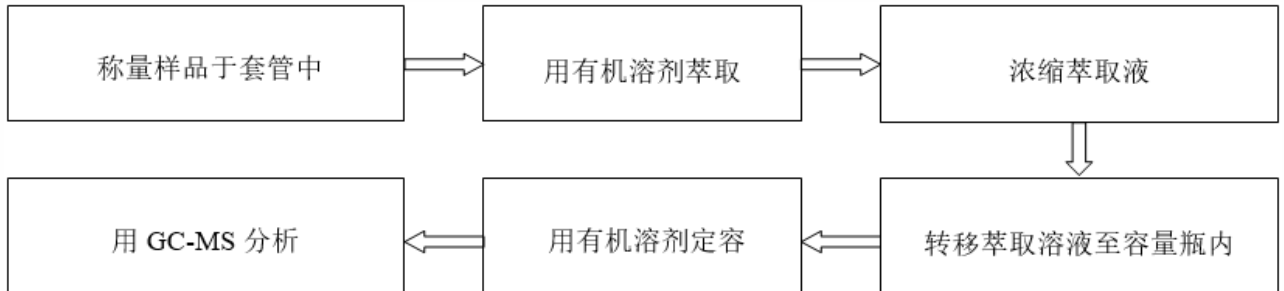 称量样品于套管中
用有机溶剂萃取
浓缩萃取液
转移萃取溶液至容量瓶内
用有机溶剂定容
用 GC-MS 分析